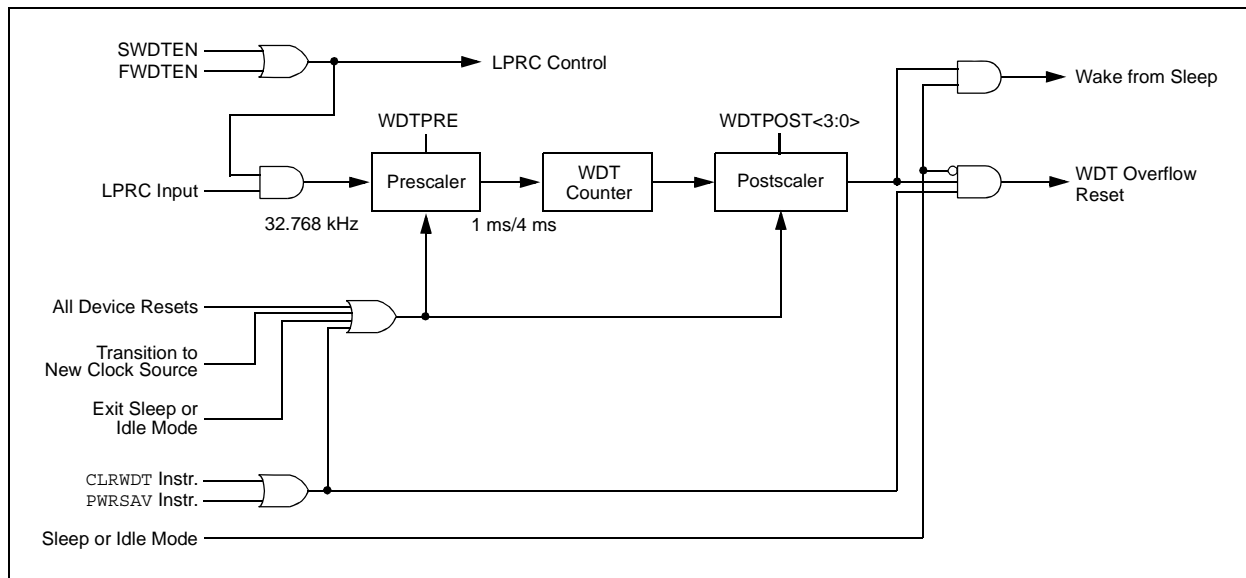 SWDTEN
FWDTEN
LPRC Control
Wake from Sleep
WDTPRE
WDTPOST<3:0>
LPRC Input
Prescaler
WDT
Counter
Postscaler
WDT Overflow
Reset
32.768 kHz
1 ms/4 ms
All Device Resets
Transition to
New Clock Source
Exit Sleep or
Idle Mode
CLRWDT Instr.
PWRSAV Instr.
Sleep or Idle Mode